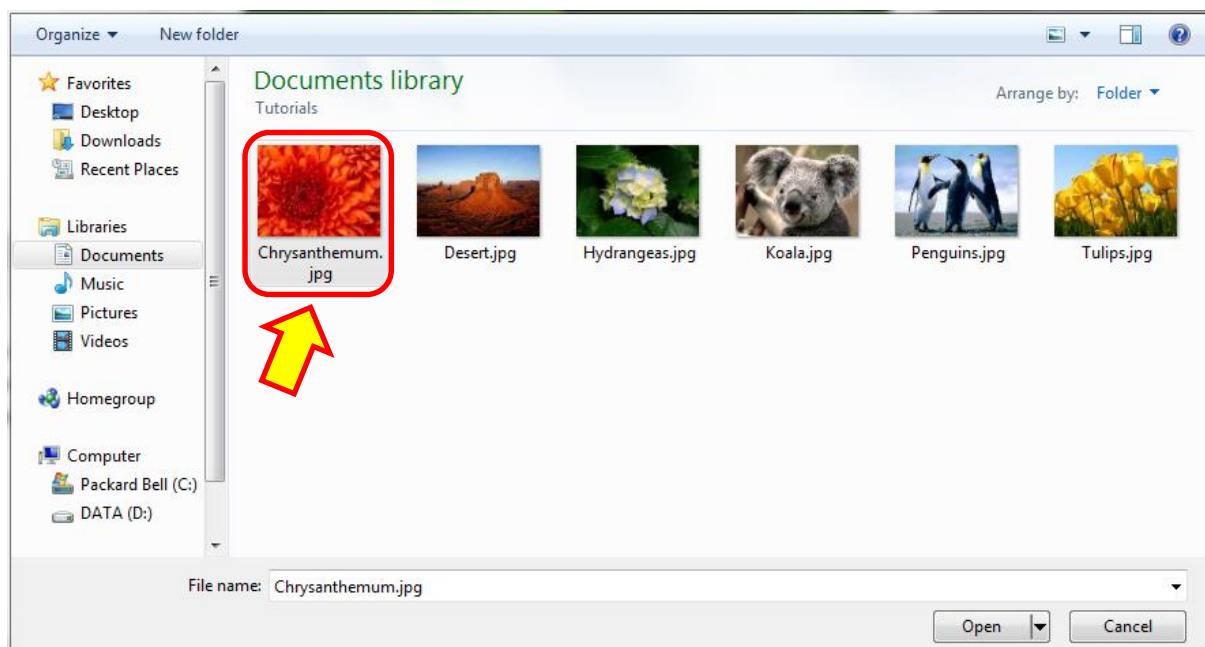 Organize New folder
Favorites
Desktop
Downloads
Recent Places
Libraries
Documents
Music
Pictures
Videos
Homegroup
Computer
Packard Bell (C:)
DATA (D:)
Documents library
Tutorials
Arrange by: Folder
Chrysanthemum.
jpg
Desert.jpg
Hydrangeas.jpg
Koala.jpg
Penguins.jpg
Tulips.jpg
File name: Chrysanthemum.jpg
Open Cancel